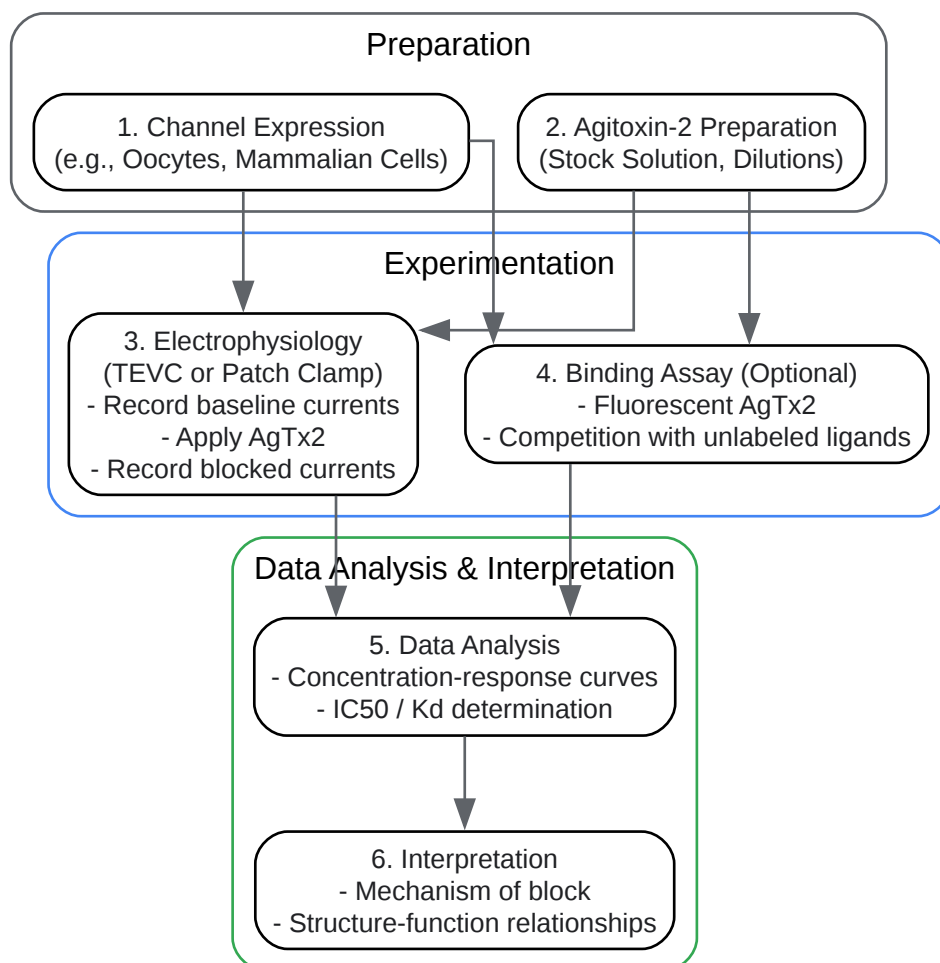 Preparation
1. Channel Expression
(e.g., Oocytes, Mammalian Cells)
2. Agitoxin-2 Preparation
(Stock Solution, Dilutions)
Experimentation
3. Electrophysiology
(TEVC or Patch Clamp)
- Record baseline currents
- Apply AgTx2
- Record blocked currents
4. Binding Assay (Optional)
- Fluorescent AgTx2
- Competition with unlabeled ligands
Data Analysis & Interpretation
5. Data Analysis
- Concentration-response curves
- IC50 / Kd determination
6. Interpretation
- Mechanism of block
- Structure-function relationships